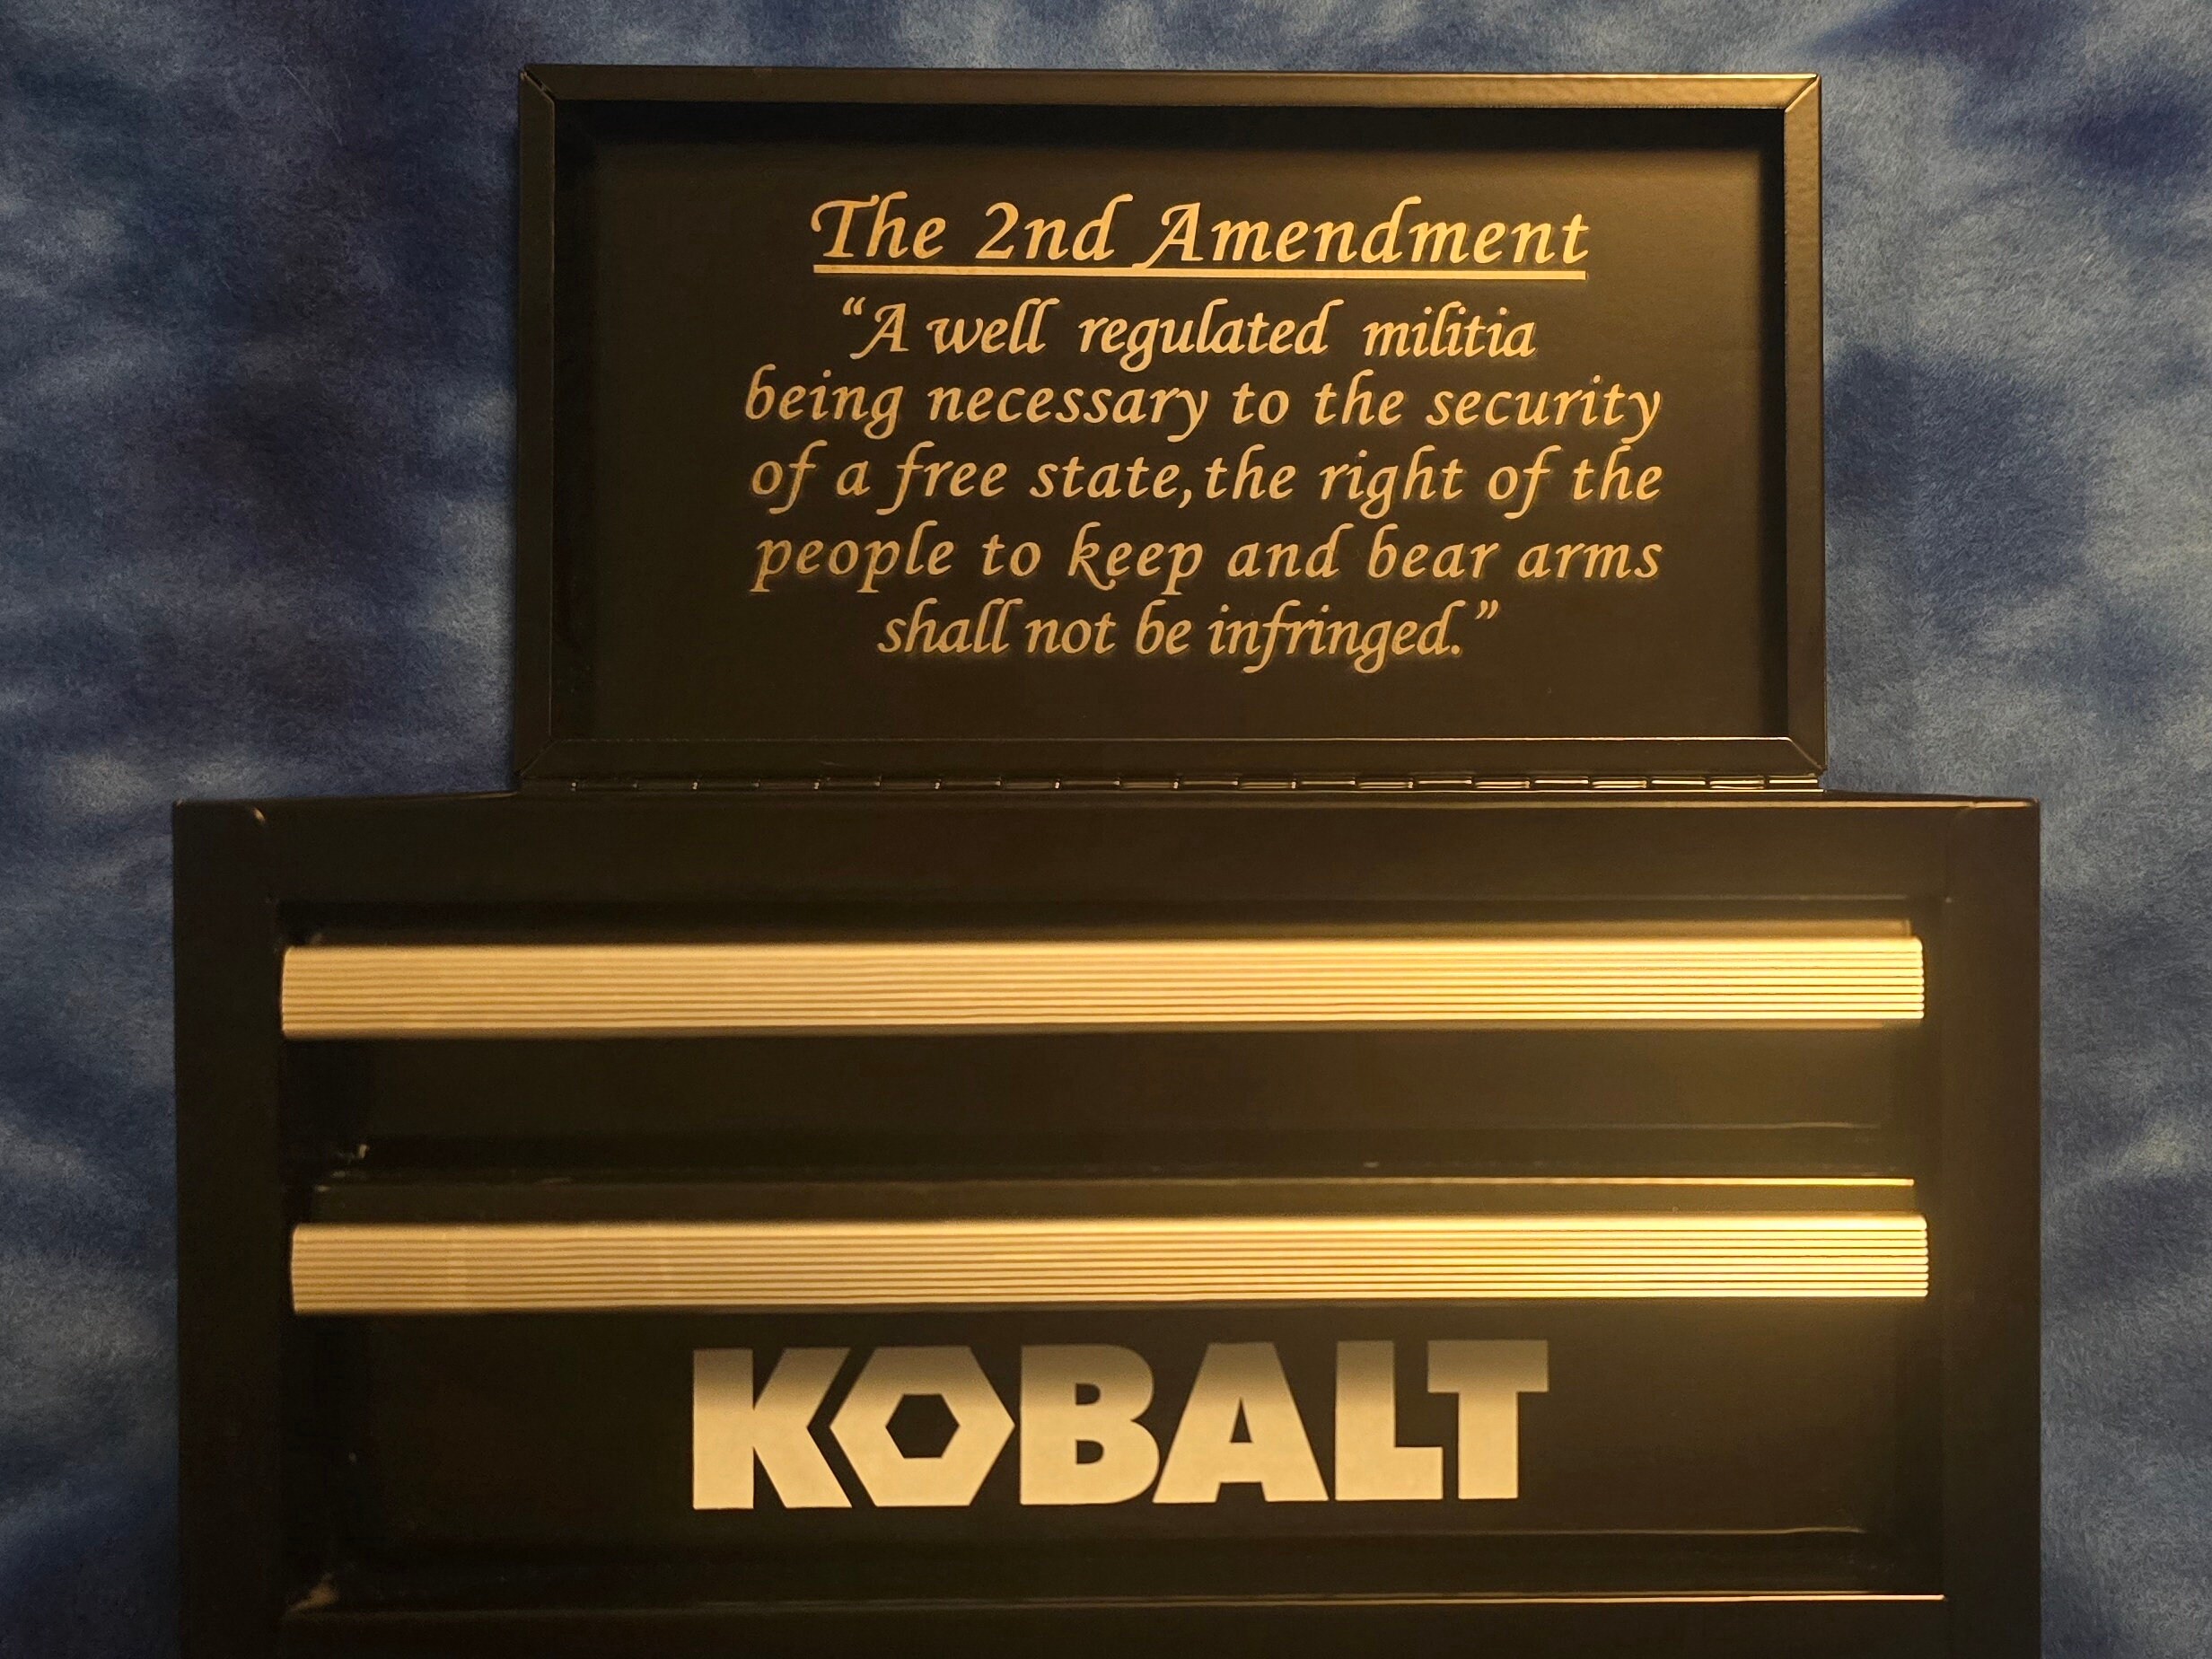 The 2nd Amendment
“A well regulated militia
being necessary to the security
of a free state,the right of the
people to keep and bear arms
shall not be infringed.”
KOBALT